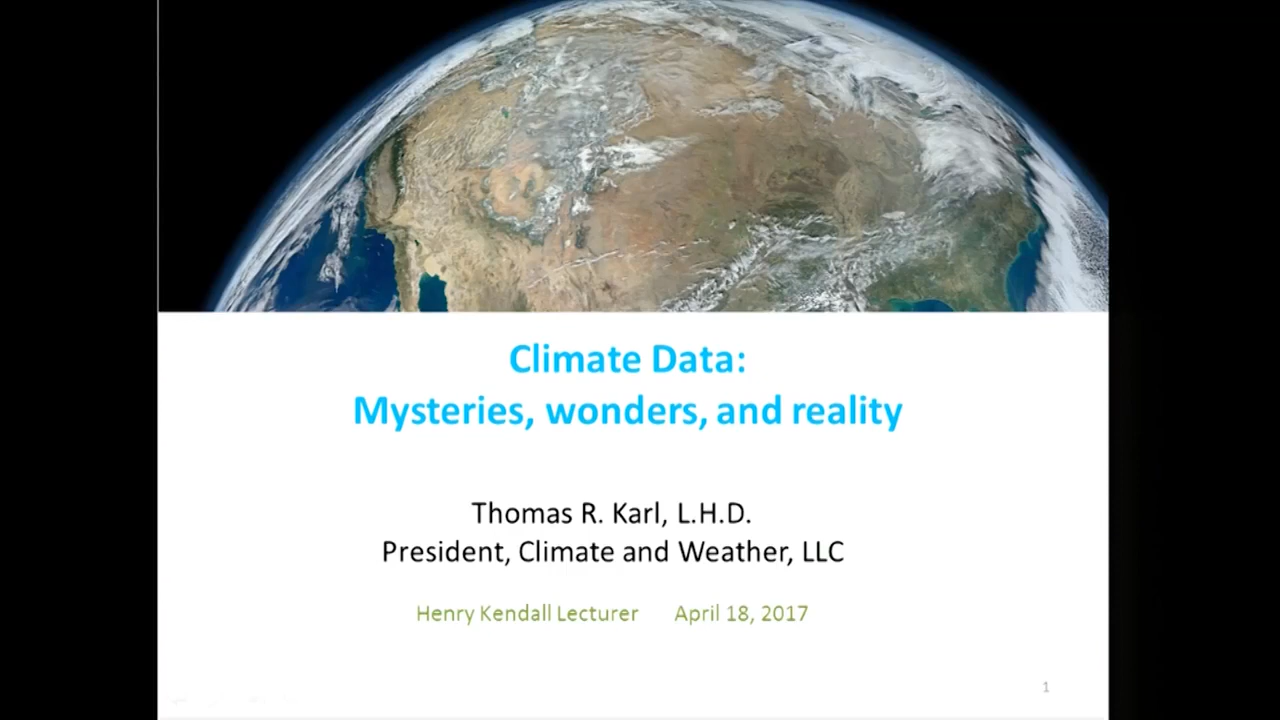 Climate Data:
Mysteries, wonders, and reality
Thomas R. Karl, L.H.D.
President, Climate and Weather, LLC
Henry Kendall Lecturer April 18, 2017
1